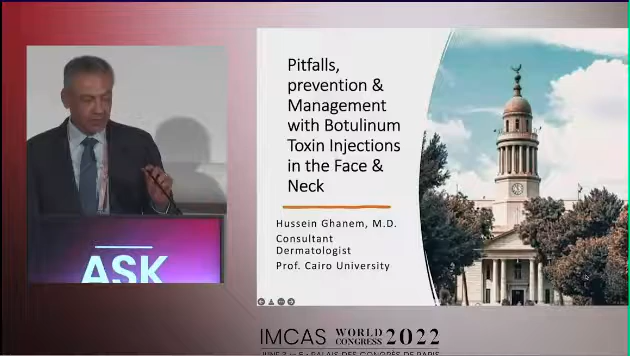 Pitfalls,
prevention &
Management
with Botulinum
Toxin Injections
in the Face &
Neck
Hussein Ghanem, M.D.
Consultant
Dermatologist
Prof. Cairo University
ASK
IMCAS WORLD CONGRESS 2022